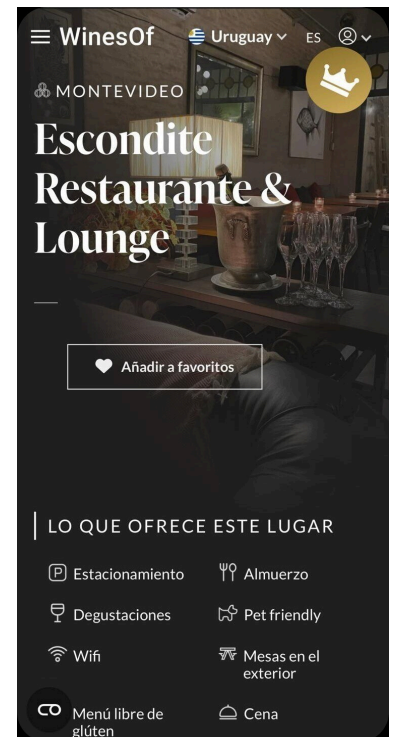 WinesOf Uruguay ES
MONTEVIDEO
Escondite
Restaurante &
Lounge
Añadir a favoritos
LO QUE OFRECE ESTE LUGAR
P Estacionamiento
Almuerzo
Degustaciones
Pet friendly
Wifi
Mesas en el
exterior
Menú libre de
glúten
Cena